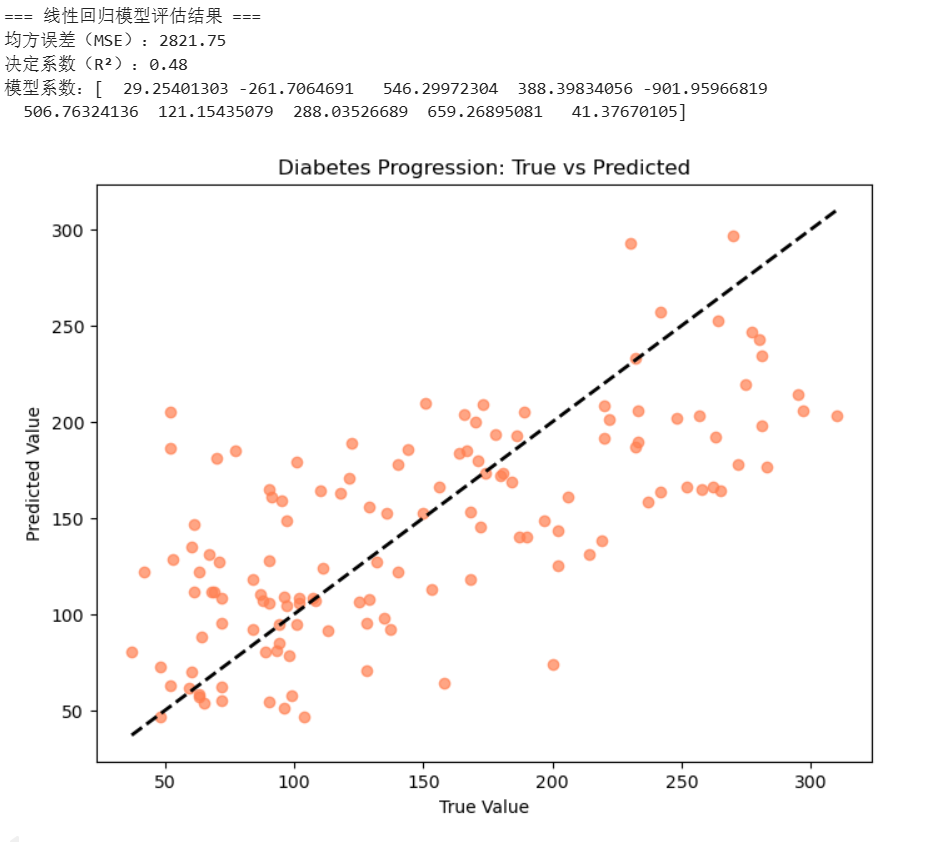 === 线性回归模型评估结果 ===
均方误差（MSE）：2821.75
决定系数（R²）：0.48
模型系数：[  29.25401303 -261.7064691   546.29972304  388.39834056 -901.95966819
  506.76324136  121.15435079  288.03526689  659.26895081   41.37670105]
Diabetes Progression: True vs Predicted
300
250
200
150
100
50
Predicted Value
50 100 150 200 250 300
True Value